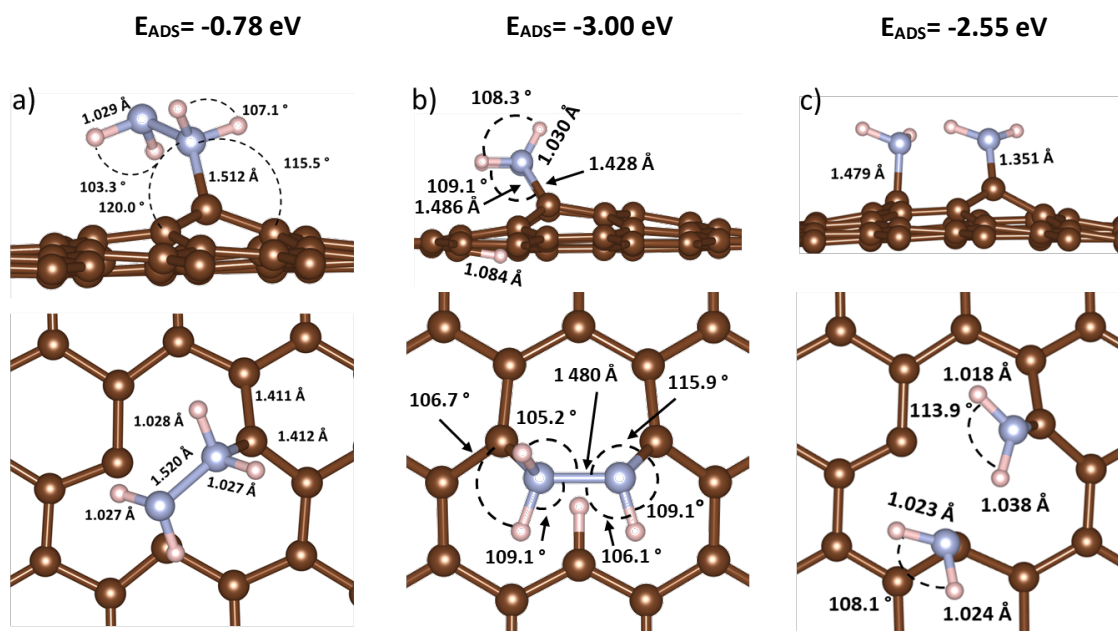 E_ADS= -0.78 eV
E_ADS= -3.00 eV
E_ADS= -2.55 eV
a)
1.029 Å
107.1 °
115.5 °
1.512 Å
103.3 °
120.0 °
1.028 Å
1.411 Å
1.412 Å
1.520 Å
1.027 Å
1.027 Å
b)
108.3 °
1.030 Å
1.428 Å
109.1 °
1.486 Å
1.084 Å
1 480 Å
106.7 °
105.2 °
115.9 °
109.1 °
109.1 °
106.1 °
c)
1.479 Å
1.351 Å
1.018 Å
113.9 °
1.038 Å
1.023 Å
108.1 °
1.024 Å